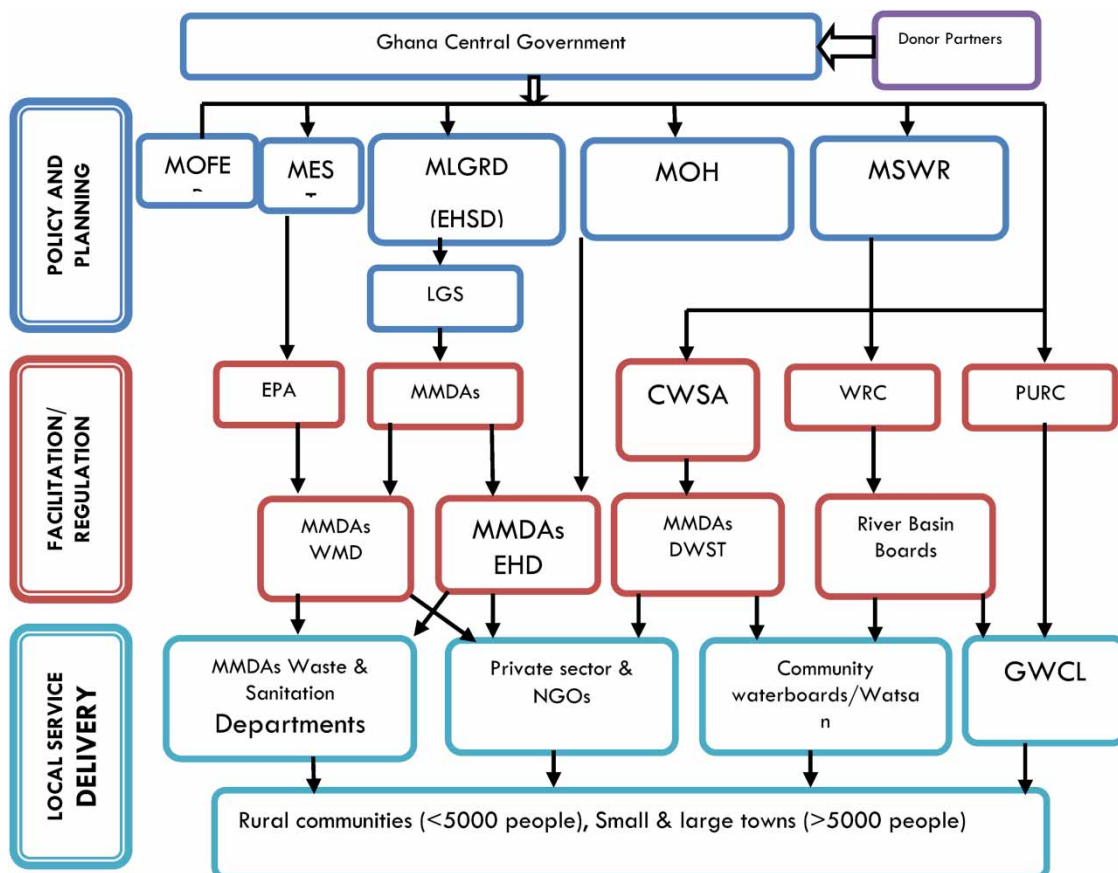 Ghana Central Government
Donor Partners
POLICY AND
PLANNING
MOFE
MES
MLGRD
(EHSD)
MOH
MSWR
LGS
FACILITATION/
REGULATION
EPA
MMDAs
CWSA
WRC
PURC
MMDAs
WMD
MMDAs
EHD
MMDAs
DWST
River Basin
Boards
LOCAL SERVICE
DELIVERY
MMDAs Waste &
Sanitation
Departments
Private sector &
NGOs
Community
waterboards/Watsa
n
GWCL
Rural communities (<5000 people), Small & large towns (>5000 people)